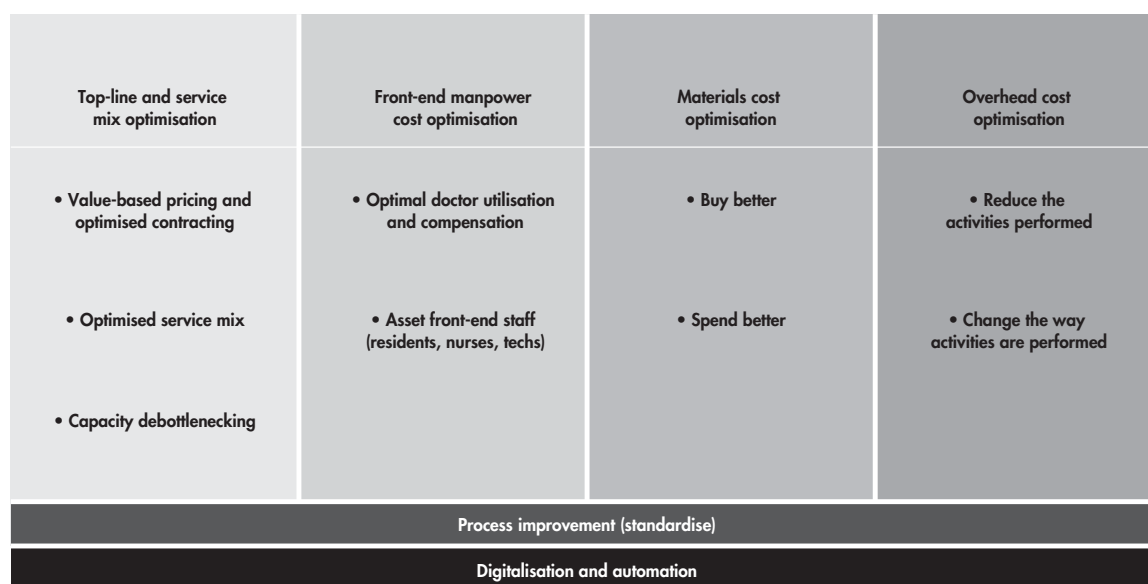 Top-line and service
mix optimisation
• Value-based pricing and
optimised contracting
• Optimised service mix
• Capacity debottlenecking
Front-end manpower
cost optimisation
• Optimal doctor utilisation
and compensation
• Asset front-end staff
(residents, nurses, techs)
Materials cost
optimisation
• Buy better
• Spend better
Overhead cost
optimisation
• Reduce the
activities performed
• Change the way
activities are performed
Process improvement (standardise)
Digitalisation and automation